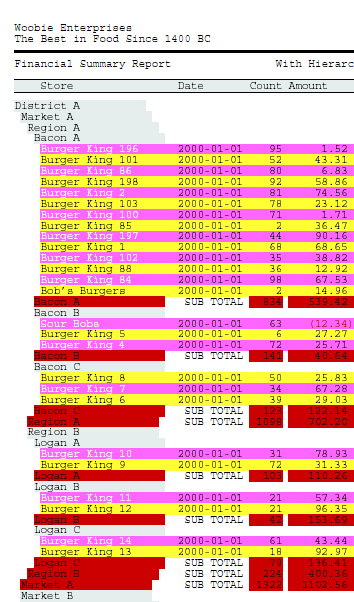 Woobie Enterprises
The Best in Food Since 1400 BC
Financial Summary Report With Hierarc
Store Date Count Amount
District A
Market A
Region A
Bacon A
Burger King 196 2000-01-01 95 1.52
Burger King 101 2000-01-01 52 43.31
Burger King 86 2000-01-01 80 6.83
Burger King 198 2000-01-01 92 58.86
Burger King 2 2000-01-01 81 74.56
Burger King 103 2000-01-01 78 23.12
Burger King 100 2000-01-01 71 1.71
Burger King 85 2000-01-01 2 36.47
Burger King 197 2000-01-01 44 90.16
Burger King 1 2000-01-01 68 68.65
Burger King 102 2000-01-01 35 38.82
Burger King 88 2000-01-01 36 12.92
Burger King 84 2000-01-01 98 67.53
Bob's Burgers 2000-01-01 2 14.96
Bacon A SUB TOTAL 834 539.42
Bacon B
Sour Bobs 2000-01-01 63 (12.34)
Burger King 5 2000-01-01 6 27.27
Burger King 4 2000-01-01 72 25.71
Bacon B SUB TOTAL 141 40.64
Bacon C
Burger King 8 2000-01-01 50 25.83
Burger King 7 2000-01-01 34 67.28
Burger King 6 2000-01-01 39 29.03
Bacon C SUB TOTAL 123 122.14
Region A SUB TOTAL 1098 702.20
Region B
Logan A
Burger King 10 2000-01-01 31 78.93
Burger King 9 2000-01-01 72 31.33
Logan A SUB TOTAL 103 110.26
Logan B
Burger King 11 2000-01-01 21 57.34
Burger King 12 2000-01-01 21 96.35
Logan B SUB TOTAL 42 153.69
Logan C
Burger King 14 2000-01-01 61 43.44
Burger King 13 2000-01-01 18 92.97
Logan C SUB TOTAL 79 136.41
Region B SUB TOTAL 224 400.36
Market A SUB TOTAL 1322 1102.56
Market B